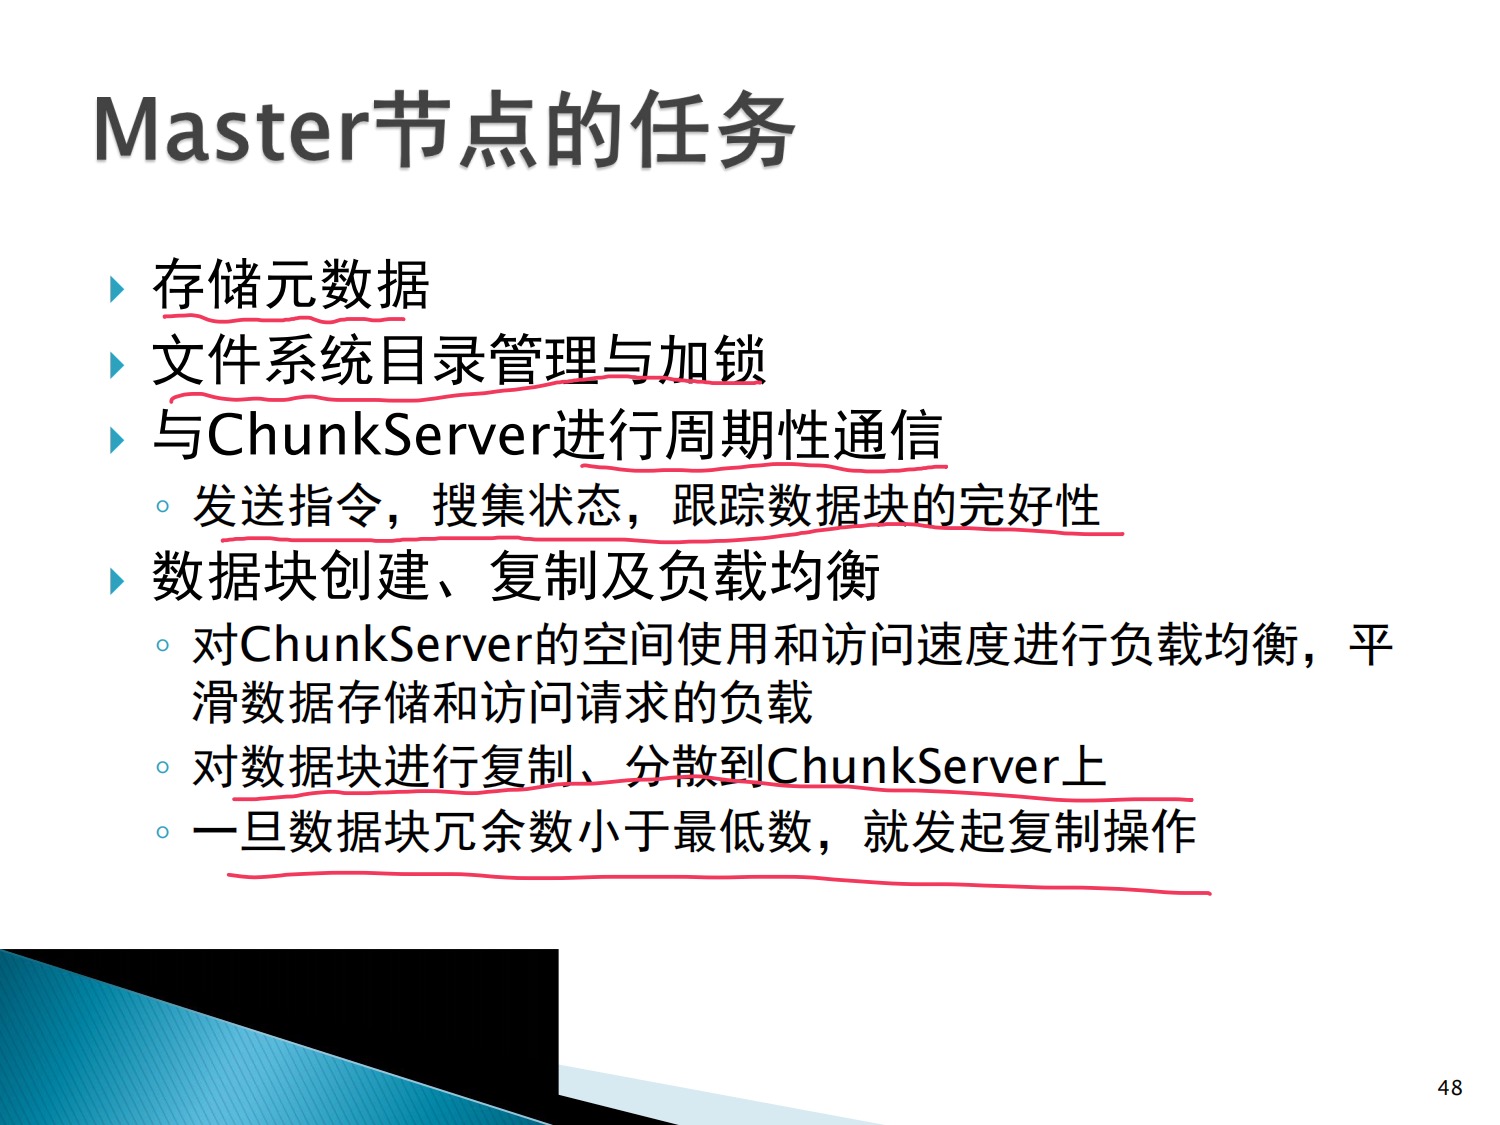 Master节点的任务
存储元数据
文件系统目录管理与加锁
与ChunkServer进行周期性通信
发送指令，搜集状态，跟踪数据块的完好性
数据块创建、复制及负载均衡
对ChunkServer的空间使用和访问速度进行负载均衡，平
滑数据存储和访问请求的负载
对数据块进行复制、分散到ChunkServer上
一旦数据块冗余数小于最低数，就发起复制操作
48